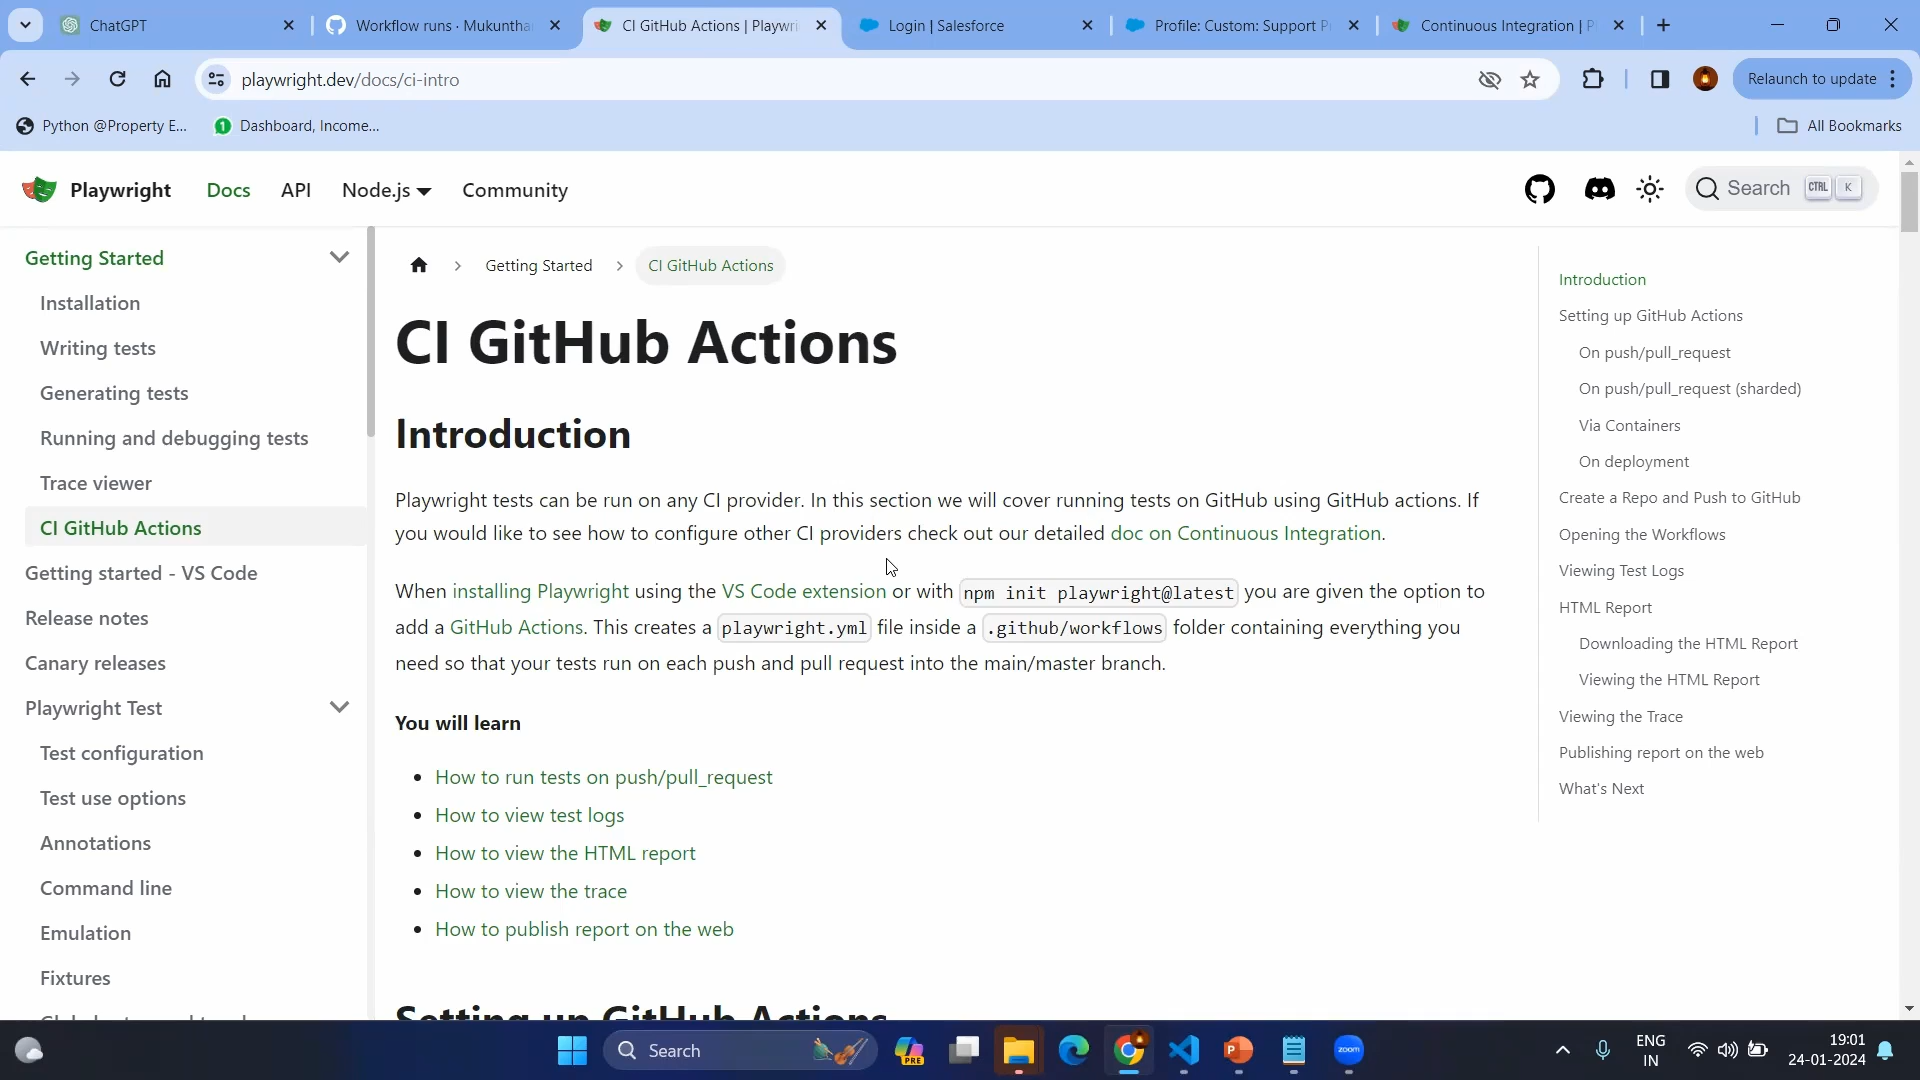 ChatGPT
Workflow runs · Mukuntha
CI GitHub Actions | Playwri
Login | Salesforce
Profile: Custom: Support P
Continuous Integration | P
playwright.dev/docs/ci-intro
Relaunch to update
Python @Property E...
1 Dashboard, Income...
All Bookmarks
Playwright
Docs
API
Node.js
Community
Search
CTRL K
Getting Started
Installation
Writing tests
Generating tests
Running and debugging tests
Trace viewer
CI GitHub Actions
Getting started - VS Code
Release notes
Canary releases
Playwright Test
Test configuration
Test use options
Annotations
Command line
Emulation
Fixtures
Getting Started
CI GitHub Actions
CI GitHub Actions
Introduction
Playwright tests can be run on any CI provider. In this section we will cover running tests on GitHub using GitHub actions. If
you would like to see how to configure other CI providers check out our detailed doc on Continuous Integration.
When installing Playwright using the VS Code extension or with npm init playwright@latest you are given the option to
add a GitHub Actions. This creates a playwright.yml file inside a .github/workflows folder containing everything you
need so that your tests run on each push and pull request into the main/master branch.
You will learn
• How to run tests on push/pull_request
• How to view test logs
• How to view the HTML report
• How to view the trace
• How to publish report on the web
Setting up GitHub Actions
Introduction
Setting up GitHub Actions
On push/pull_request
On push/pull_request (sharded)
Via Containers
On deployment
Create a Repo and Push to GitHub
Opening the Workflows
Viewing Test Logs
HTML Report
Downloading the HTML Report
Viewing the HTML Report
Viewing the Trace
Publishing report on the web
What's Next
Search
PRE
zoom
ENG
IN
19:01
24-01-2024